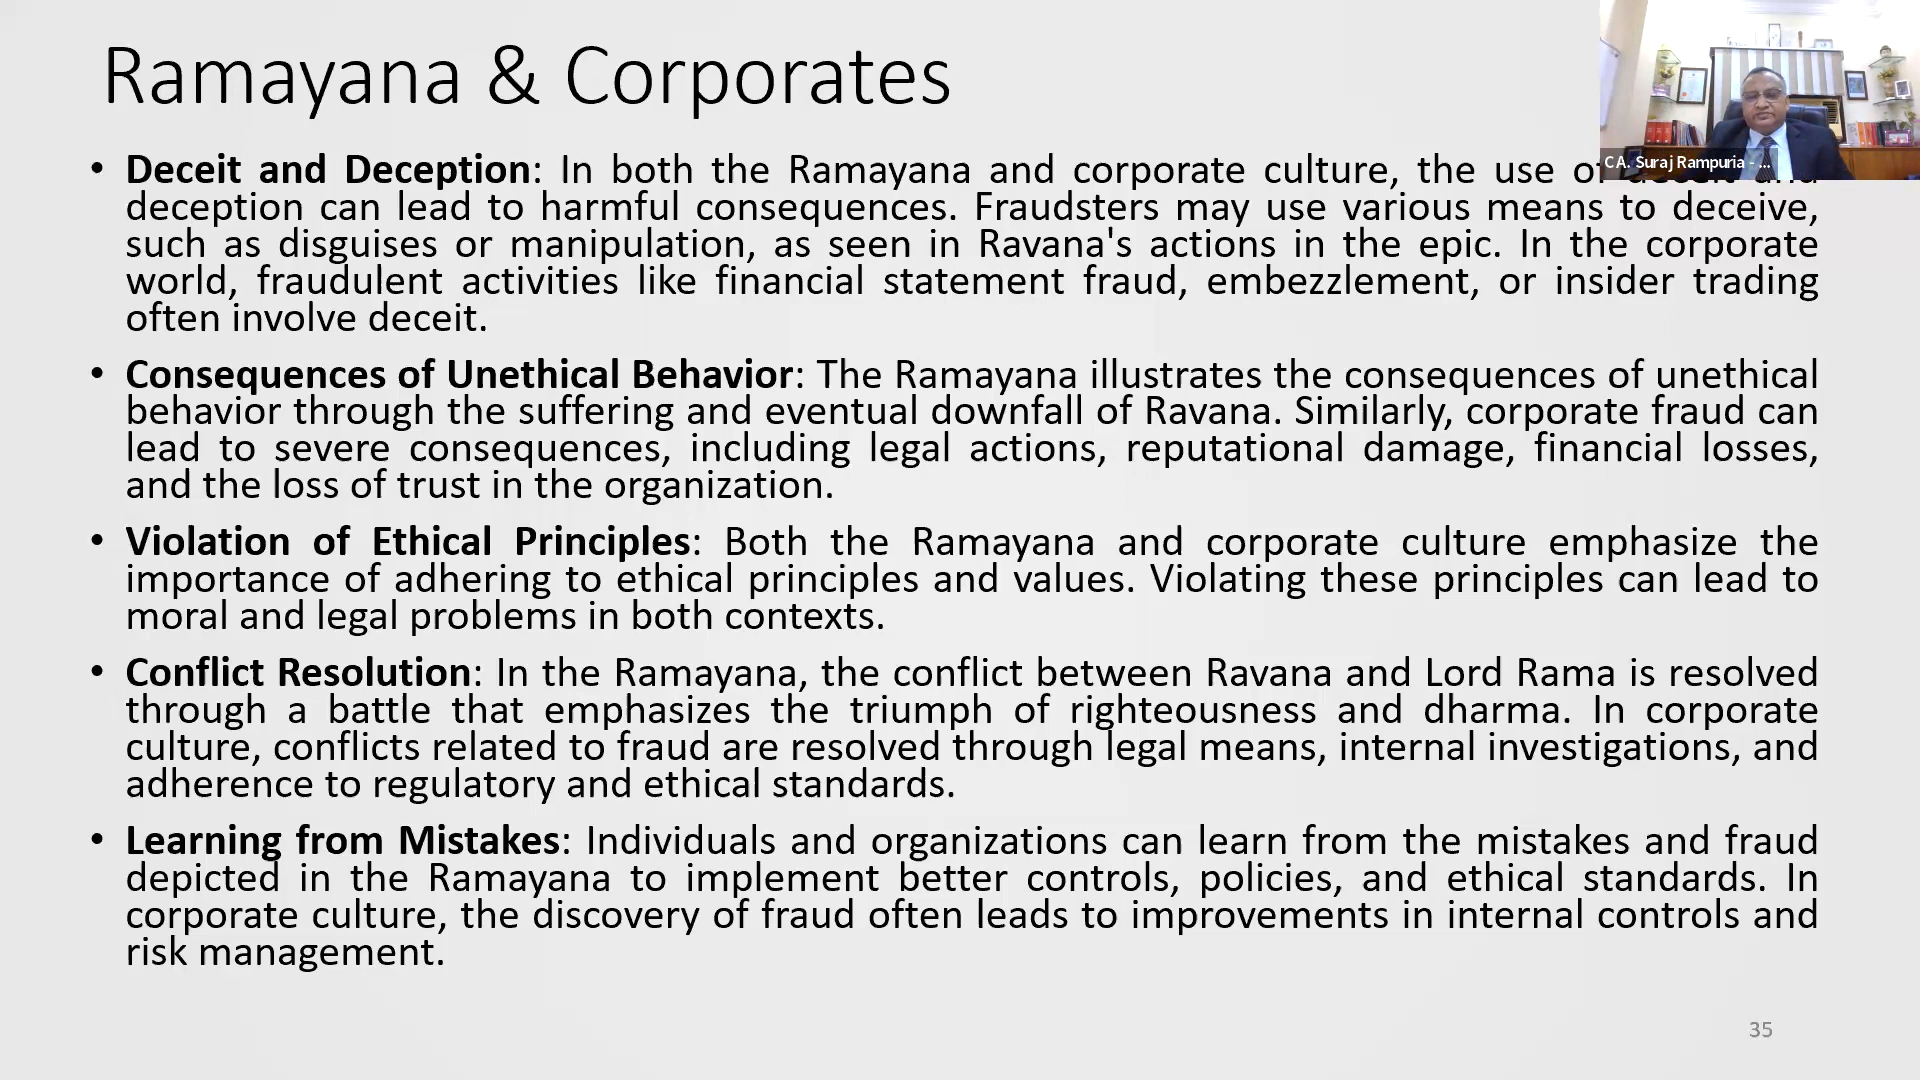 Ramayana & Corporates
CA. Suraj Rampuria - ...
• Deceit and Deception: In both the Ramayana and corporate culture, the use of
deception can lead to harmful consequences. Fraudsters may use various means to deceive,
such as disguises or manipulation, as seen in Ravana's actions in the epic. In the corporate
world, fraudulent activities like financial statement fraud, embezzlement, or insider trading
often involve deceit.
• Consequences of Unethical Behavior: The Ramayana illustrates the consequences of unethical
behavior through the suffering and eventual downfall of Ravana. Similarly, corporate fraud can
lead to severe consequences, including legal actions, reputational damage, financial losses,
and the loss of trust in the organization.
• Violation of Ethical Principles: Both the Ramayana and corporate culture emphasize the
importance of adhering to ethical principles and values. Violating these principles can lead to
moral and legal problems in both contexts.
• Conflict Resolution: In the Ramayana, the conflict between Ravana and Lord Rama is resolved
through a battle that emphasizes the triumph of righteousness and dharma. In corporate
culture, conflicts related to fraud are resolved through legal means, internal investigations, and
adherence to regulatory and ethical standards.
• Learning from Mistakes: Individuals and organizations can learn from the mistakes and fraud
depicted in the Ramayana to implement better controls, policies, and ethical standards. In
corporate culture, the discovery of fraud often leads to improvements in internal controls and
risk management.
35